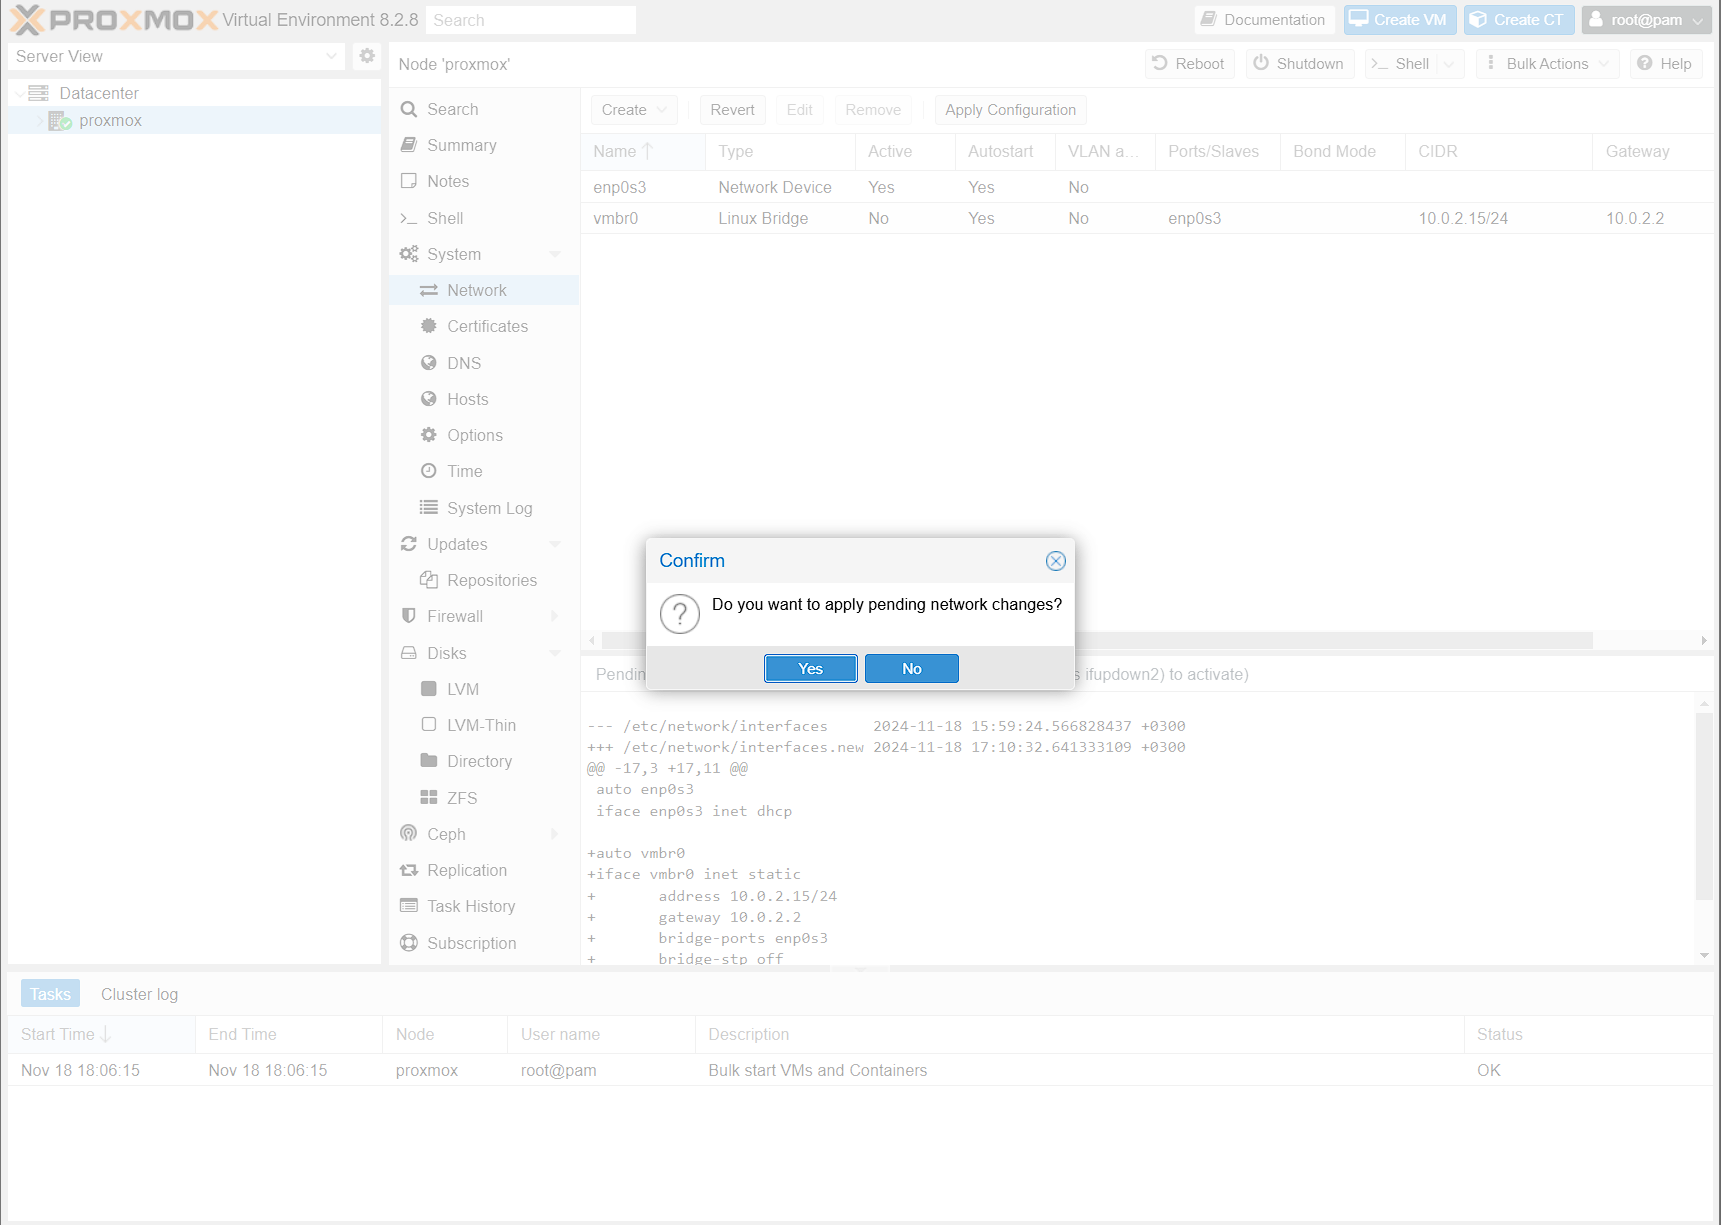 PROXMOX Virtual Environment 8.2.8 Search Documentation Create VM Create CT root@pam
Server View
Node 'proxmox' Reboot Shutdown Shell Bulk Actions Help
Datacenter
proxmox
Search
Summary
Notes
Shell
System
Network
Certificates
DNS
Hosts
Options
Time
System Log
Updates
Repositories
Firewall
Disks
LVM
LVM-Thin
Directory
ZFS
Ceph
Replication
Task History
Subscription
Create Revert Edit Remove Apply Configuration
Name Type Active Autostart VLAN a... Ports/Slaves Bond Mode CIDR Gateway
enp0s3 Network Device Yes Yes No
vmbr0 Linux Bridge No Yes No enp0s3 10.0.2.15/24 10.0.2.2
Confirm
Do you want to apply pending network changes?
Yes No
ifupdown2) to activate)
--- /etc/network/interfaces 2024-11-18 15:59:24.566828437 +0300
+++ /etc/network/interfaces.new 2024-11-18 17:10:32.641333109 +0300
@@ -17,3 +17,11 @@
auto enp0s3
iface enp0s3 inet dhcp
+auto vmbr0
+iface vmbr0 inet static
+ address 10.0.2.15/24
+ gateway 10.0.2.2
+ bridge-ports enp0s3
+ bridge-stp off
Tasks Cluster log
Start Time End Time Node User name Description Status
Nov 18 18:06:15 Nov 18 18:06:15 proxmox root@pam Bulk start VMs and Containers OK